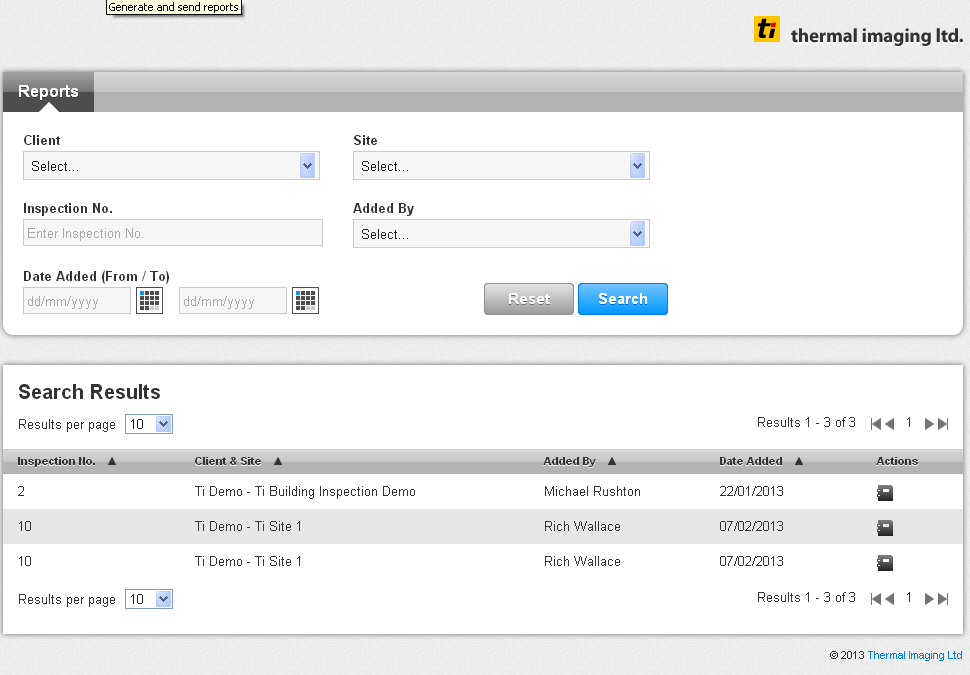 Generate and send reports
ti thermal imaging ltd.
Reports
Client Site
Select... Select...
Inspection No. Added By
Enter Inspection No. Select...
Date Added (From / To)
dd/mm/yyyy dd/mm/yyyy Reset Search
Search Results
Results per page 10 Results 1 - 3 of 3 1
Inspection No. Client & Site Added By Date Added Actions
2 Ti Demo - Ti Building Inspection Demo Michael Rushton 22/01/2013
10 Ti Demo - Ti Site 1 Rich Wallace 07/02/2013
10 Ti Demo - Ti Site 1 Rich Wallace 07/02/2013
Results per page 10 Results 1 - 3 of 3 1
© 2013 Thermal Imaging Ltd